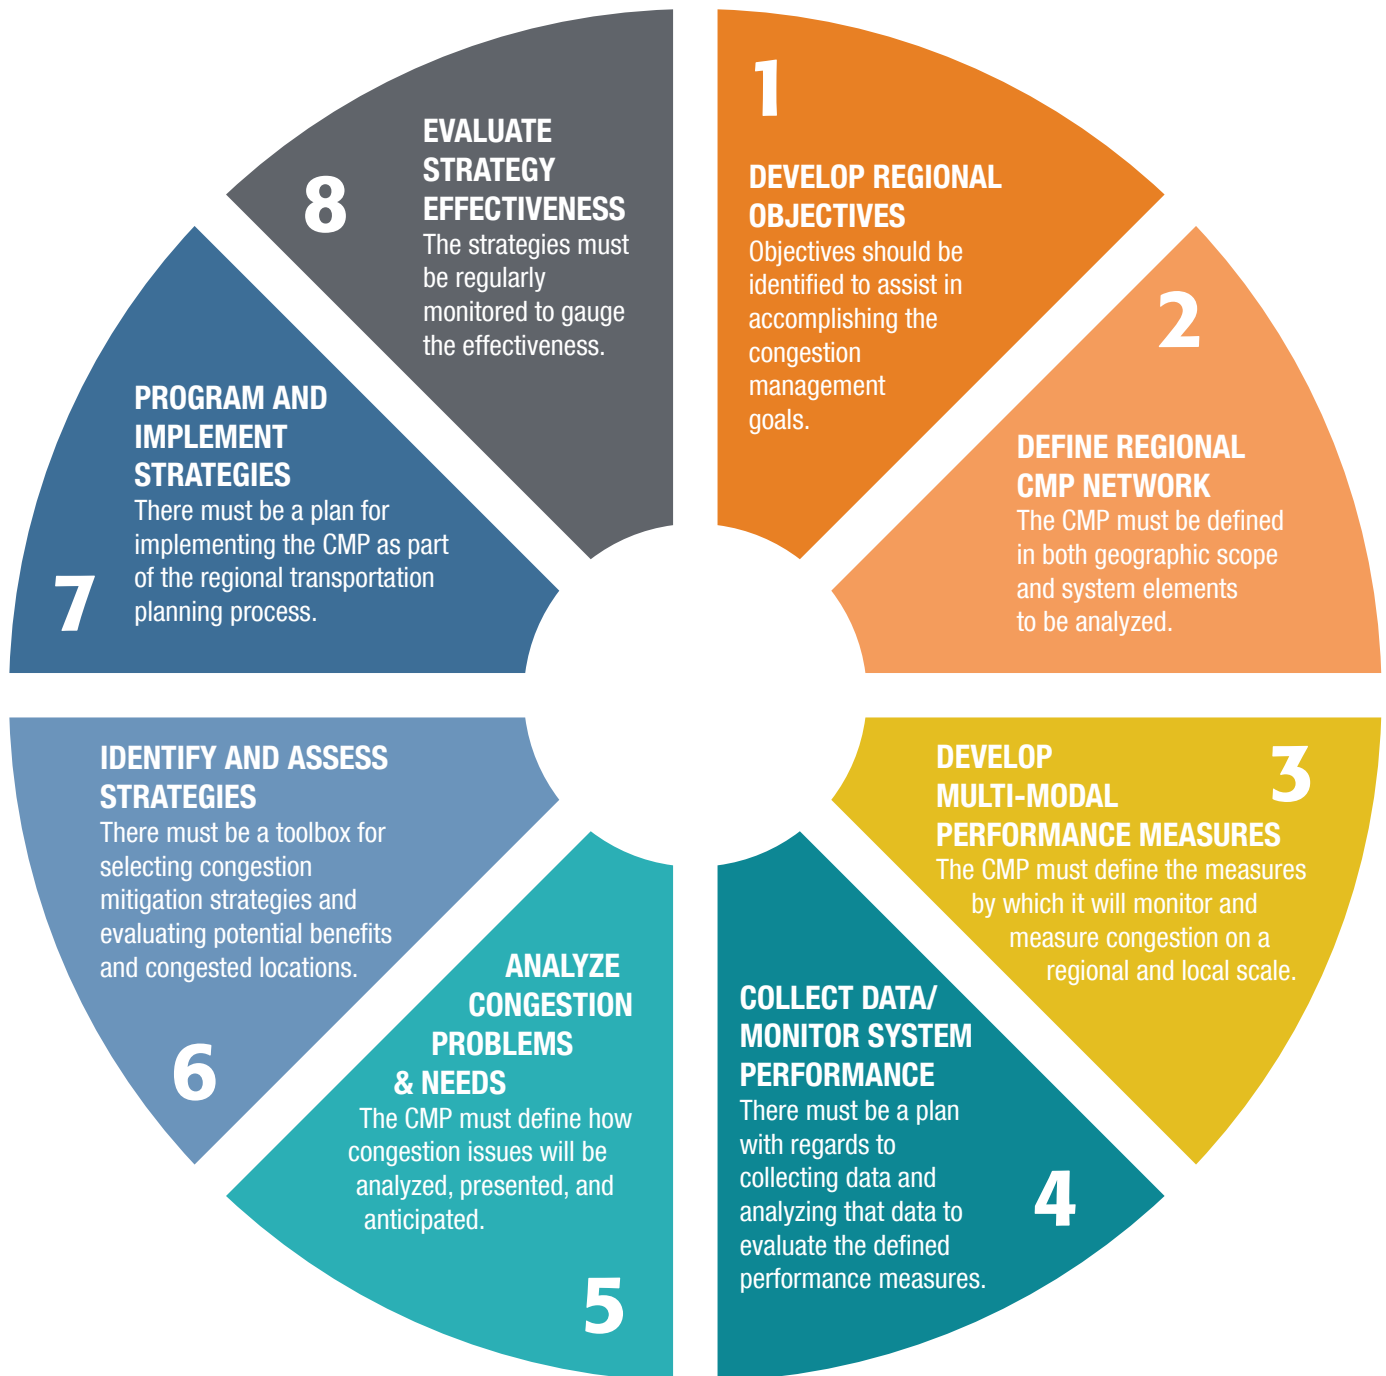 1
DEVELOP REGIONAL
OBJECTIVES
Objectives should be
identified to assist in
accomplishing the
congestion
management
goals.
2
DEFINE REGIONAL
CMP NETWORK
The CMP must be defined
in both geographic scope
and system elements
to be analyzed.
3
DEVELOP
MULTI-MODAL
PERFORMANCE MEASURES
The CMP must define the measures
by which it will monitor and
measure congestion on a
regional and local scale.
COLLECT DATA/
MONITOR SYSTEM
PERFORMANCE
There must be a plan
with regards to
collecting data and
analyzing that data to
evaluate the defined
performance measures.
4
ANALYZE
CONGESTION
PROBLEMS
& NEEDS
The CMP must define how
congestion issues will be
analyzed, presented, and
anticipated.
5
IDENTIFY AND ASSESS
STRATEGIES
There must be a toolbox for
selecting congestion
mitigation strategies and
evaluating potential benefits
and congested locations.
6
PROGRAM AND
IMPLEMENT
STRATEGIES
There must be a plan for
implementing the CMP as part
of the regional transportation
planning process.
7
8
EVALUATE
STRATEGY
EFFECTIVENESS
The strategies must
be regularly
monitored to gauge
the effectiveness.